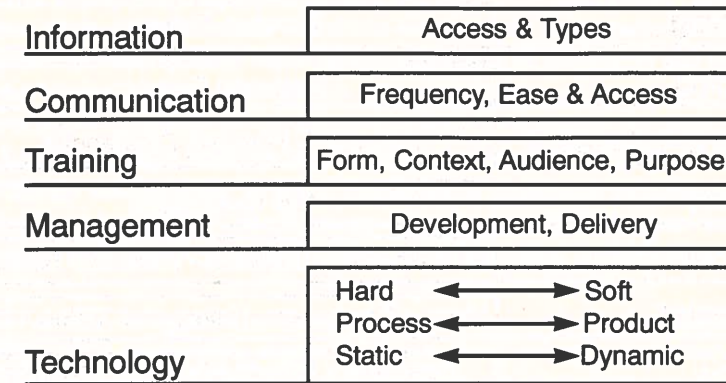 Information
Access & Types
Communication
Frequency, Ease & Access
Training
Form, Context, Audience, Purpose
Management
Development, Delivery
Hard Soft
Process Product
Static Dynamic
Technology